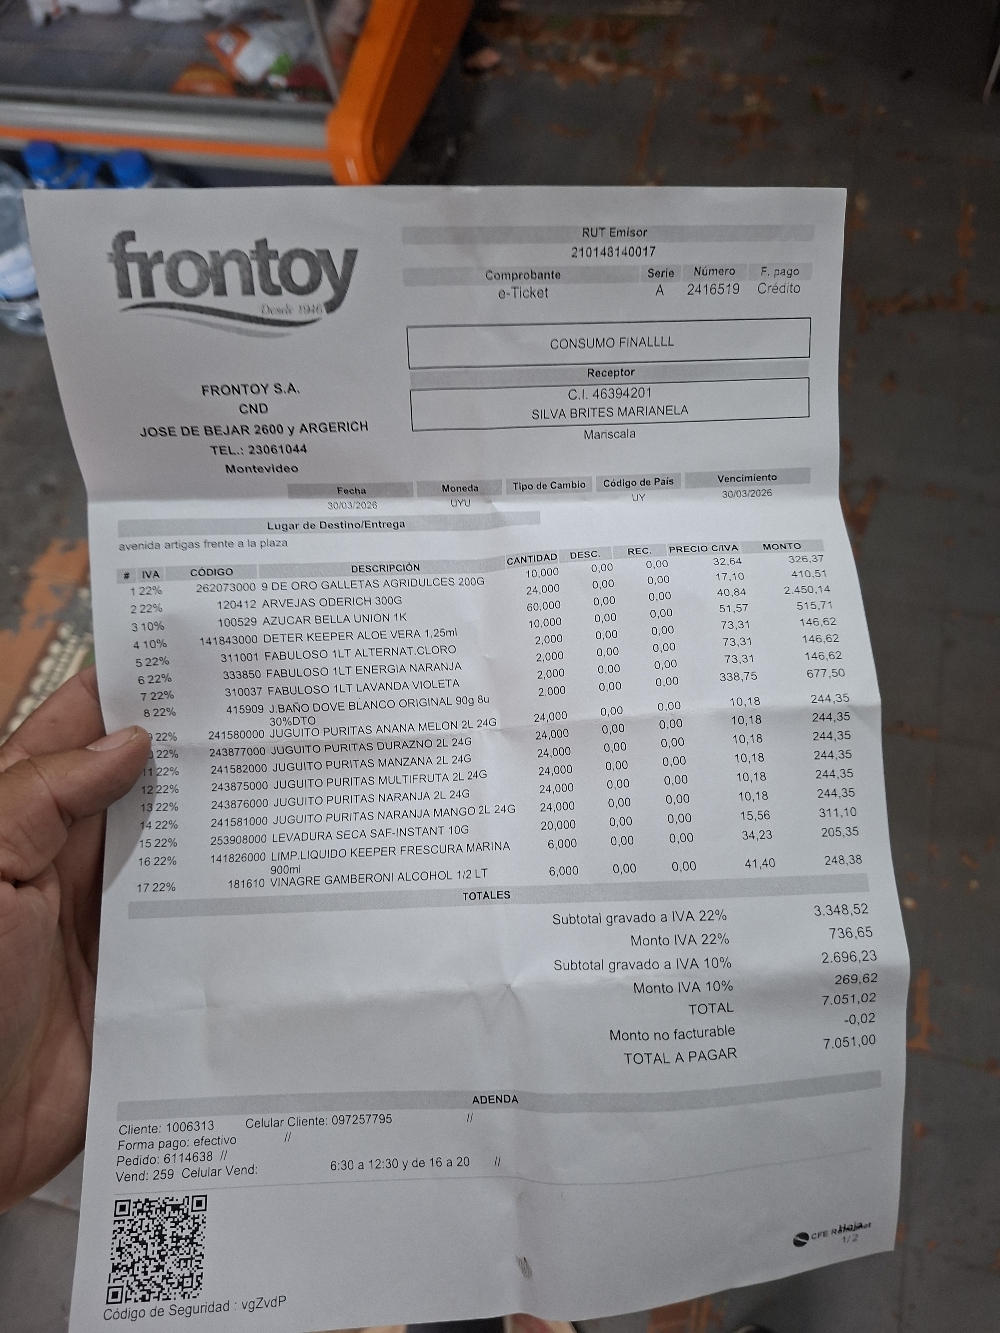 frontoy
Desde 1946
RUT Emisor
210148140017
Comprobante Serie Número F. pago
e-Ticket A 2416519 Crédito
CONSUMO FINALLLL
Receptor
C.I. 46394201
SILVA BRITES MARIANELA
Mariscala
FRONTOY S.A.
CND
JOSE DE BEJAR 2600 y ARGERICH
TEL.: 23061044
Montevideo
Fecha Moneda Tipo de Cambio Código de País Vencimiento
30/03/2026 UYU UY 30/03/2026
Lugar de Destino/Entrega
avenida artigas frente a la plaza
# IVA CÓDIGO DESCRIPCIÓN CANTIDAD DESC. REC. PRECIO C/IVA MONTO
1 22% 262073000 9 DE ORO GALLETAS AGRIDULCES 200G 10,000 0,00 0,00 32,64 326,37
2 22% 120412 ARVEJAS ODERICH 300G 24,000 0,00 0,00 17,10 410,51
3 10% 100529 AZUCAR BELLA UNION 1K 60,000 0,00 0,00 40,84 2.450,14
4 10% 141843000 DETER KEEPER ALOE VERA 1,25ml 10,000 0,00 0,00 51,57 515,71
5 22% 311001 FABULOSO 1LT ALTERNAT.CLORO 2,000 0,00 0,00 73,31 146,62
6 22% 333850 FABULOSO 1LT ENERGIA NARANJA 2,000 0,00 0,00 73,31 146,62
7 22% 310037 FABULOSO 1LT LAVANDA VIOLETA 2,000 0,00 0,00 73,31 146,62
8 22% 415909 J.BAÑO DOVE BLANCO ORIGINAL 90g 8u 2,000 0,00 0,00 338,75 677,50
30%DTO
22% 241580000 JUGUITO PURITAS ANANA MELON 2L 24G 24,000 0,00 0,00 10,18 244,35
22% 243877000 JUGUITO PURITAS DURAZNO 2L 24G 24,000 0,00 0,00 10,18 244,35
11 22% 241582000 JUGUITO PURITAS MANZANA 2L 24G 24,000 0,00 0,00 10,18 244,35
12 22% 243875000 JUGUITO PURITAS MULTIFRUTA 2L 24G 24,000 0,00 0,00 10,18 244,35
13 22% 243876000 JUGUITO PURITAS NARANJA 2L 24G 24,000 0,00 0,00 10,18 244,35
14 22% 241581000 JUGUITO PURITAS NARANJA MANGO 2L 24G 24,000 0,00 0,00 10,18 244,35
15 22% 253908000 LEVADURA SECA SAF-INSTANT 10G 20,000 0,00 0,00 15,56 311,10
16 22% 141826000 LIMP.LIQUIDO KEEPER FRESCURA MARINA 6,000 0,00 0,00 34,23 205,35
900ml
17 22% 181610 VINAGRE GAMBERONI ALCOHOL 1/2 LT 6,000 0,00 0,00 41,40 248,38
TOTALES
Subtotal gravado a IVA 22% 3.348,52
Monto IVA 22% 736,65
Subtotal gravado a IVA 10% 2.696,23
Monto IVA 10% 269,62
TOTAL 7.051,02
Monto no facturable -0,02
TOTAL A PAGAR 7.051,00
ADENDA
Cliente: 1006313 Celular Cliente: 097257795 //
Forma pago: efectivo //
Pedido: 6114638 //
Vend: 259 Celular Vend: 6:30 a 12:30 y de 16 a 20 //
CFE Hoja
1/2
Código de Seguridad : vgZvdP